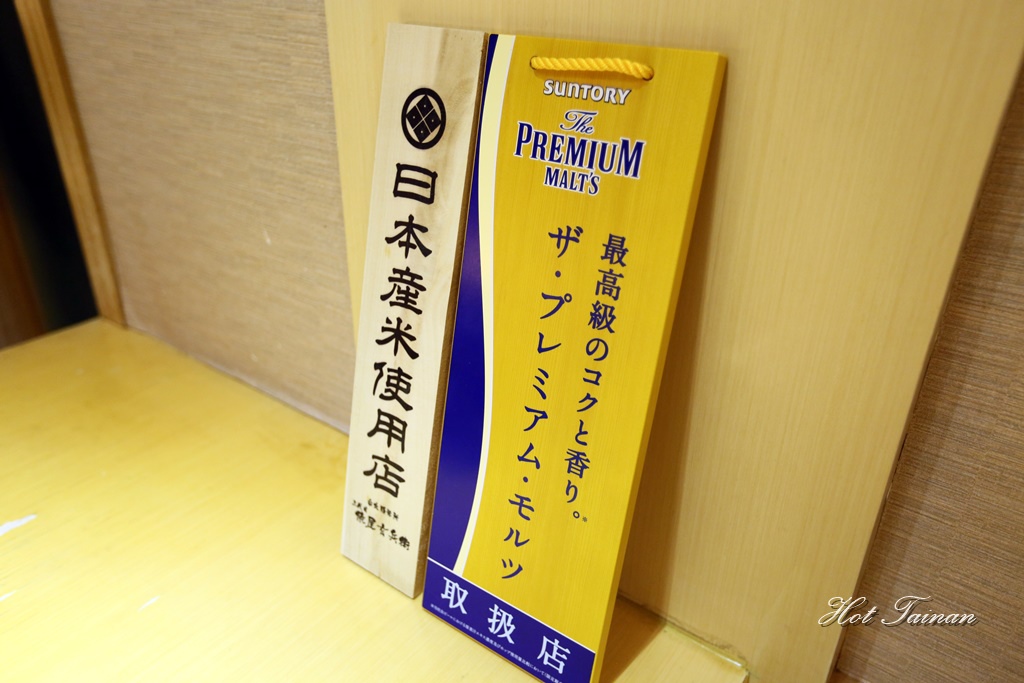 日本産米使用店
SUNTORY
The
PREMIUM
MALT'S
最高級のコクと香り。
ザ・プレミアム・モルツ
取扱店
Hot Tainan